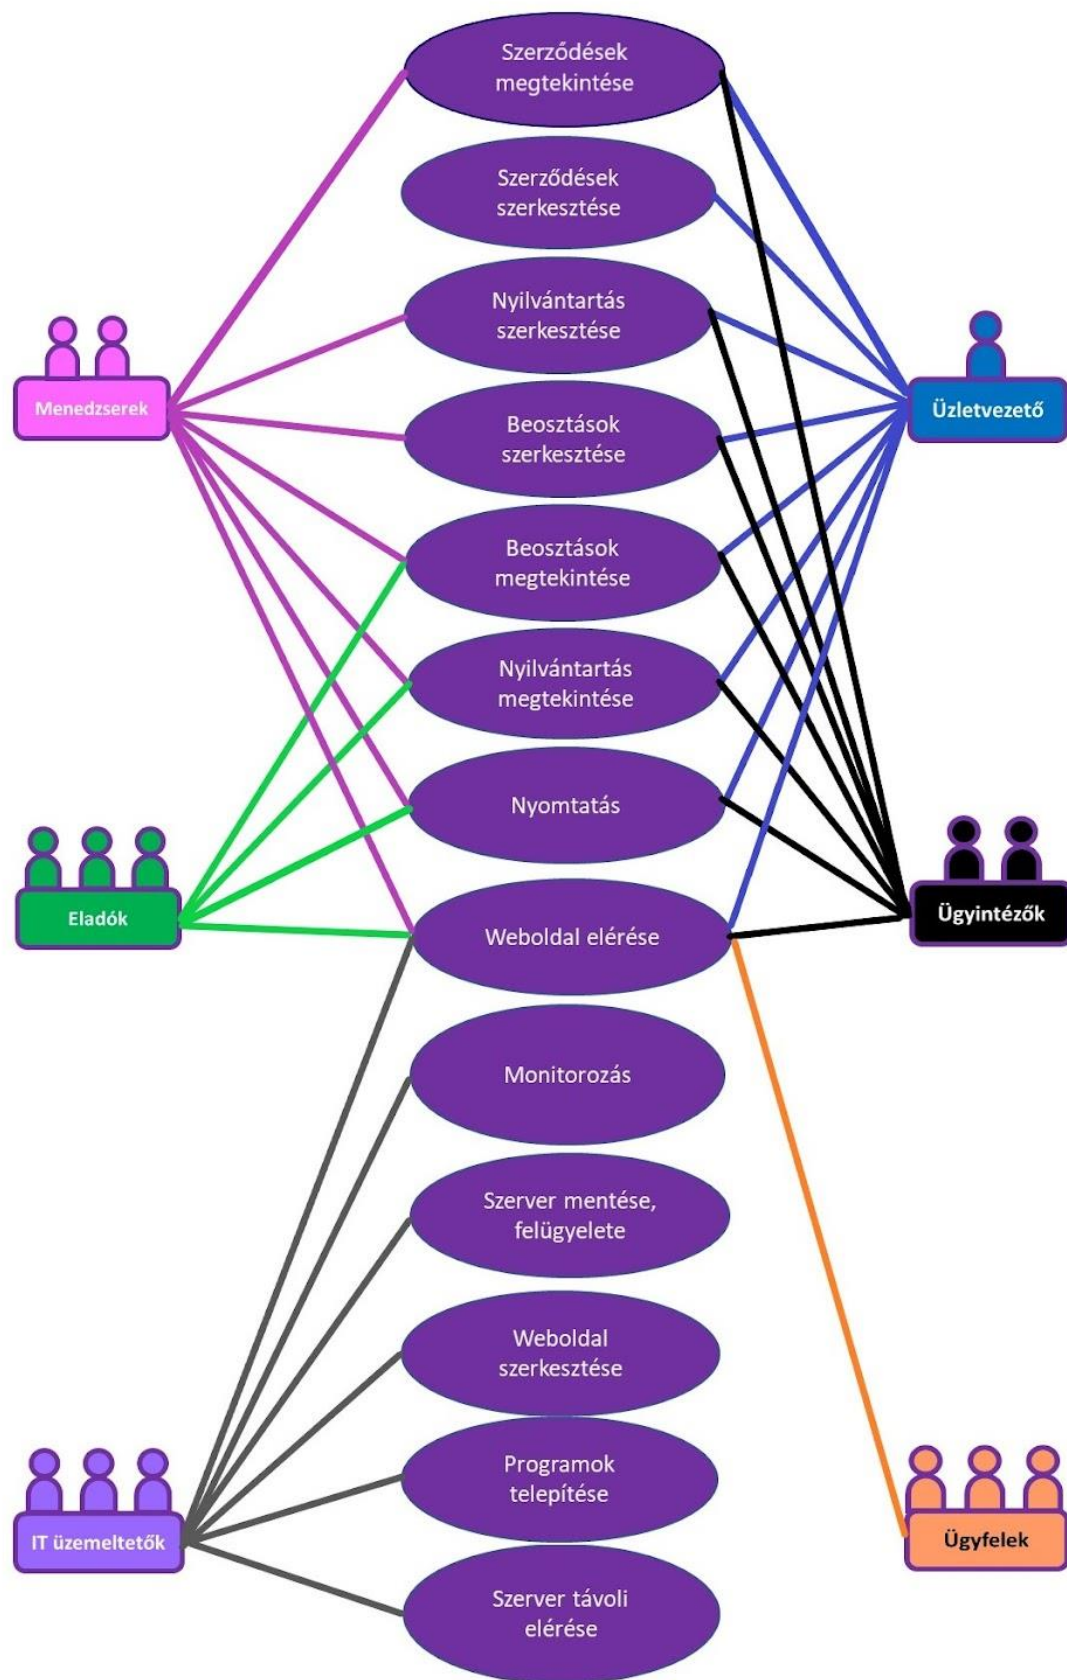 Szerződések
megtekintése
Szerződések
szerkesztése
Nyilvántartás
szerkesztése
Menedzserek
Üzletvezető
Beosztások
szerkesztése
Beosztások
megtekintése
Nyilvántartás
megtekintése
Nyomtatás
Eladók
Ügyintézők
Weboldal elérése
Monitorozás
Szerver mentése,
felügyelete
Weboldal
szerkesztése
Programok
telepítése
IT üzemeltetők
Ügyfelek
Szerver távoli
elérése